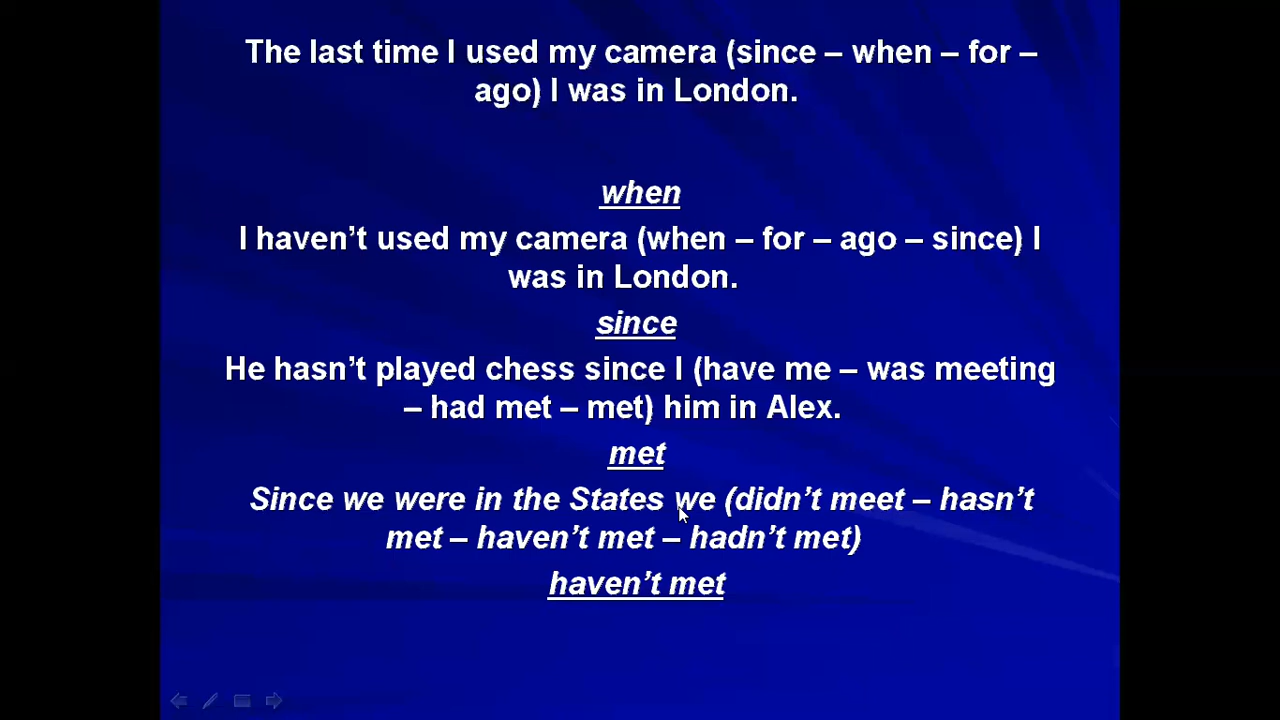 The last time I used my camera (since – when – for –
ago) I was in London.
when
I haven’t used my camera (when – for – ago – since) I
was in London.
since
He hasn’t played chess since I (have me – was meeting
– had met – met) him in Alex.
met
Since we were in the States we (didn’t meet – hasn’t
met – haven’t met – hadn’t met)
haven’t met